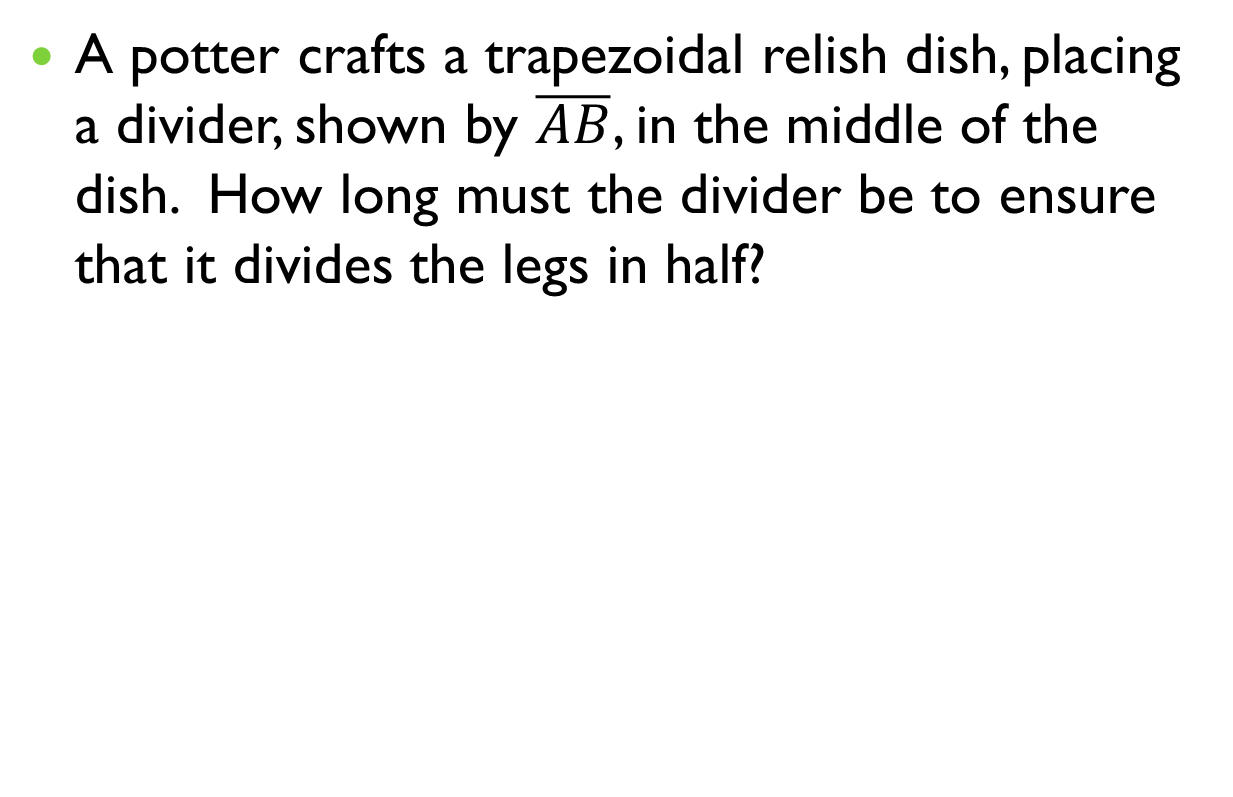 • A potter crafts a trapezoidal relish dish, placing
a divider, shown by A̅B̅, in the middle of the
dish.  How long must the divider be to ensure
that it divides the legs in half?